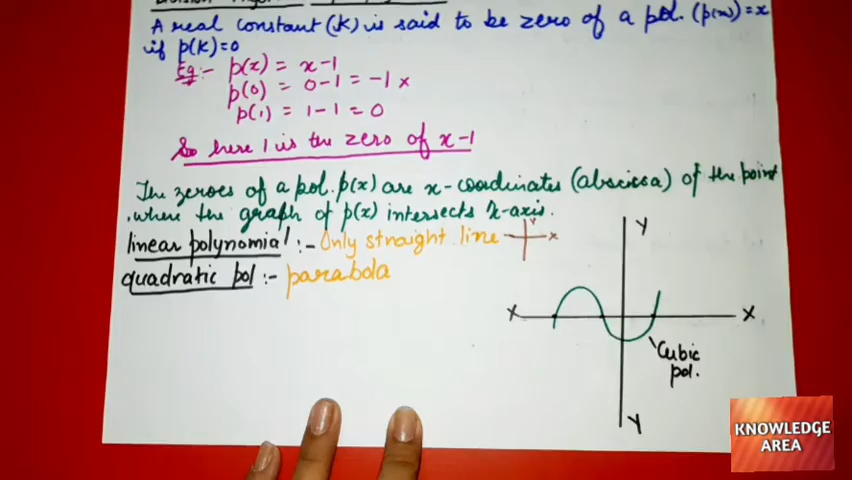 A real constant (K) is said to be zero of a pol. (p(x) = x
if p(K)=0
Eg:- p(x) = x-1
p(0) = 0-1 = -1 ×
p(1) = 1-1 = 0
So here 1 is the zero of x-1
The zeroes of a pol. p(x) are x-coordinates (abscissa) of the point
where the graph of p(x) intersects x-axis.
linear polynomial :- Only straight line
Y
X
quadratic pol :- parabola
Y
X
X
Cubic
pol.
Y
KNOWLEDGE
AREA